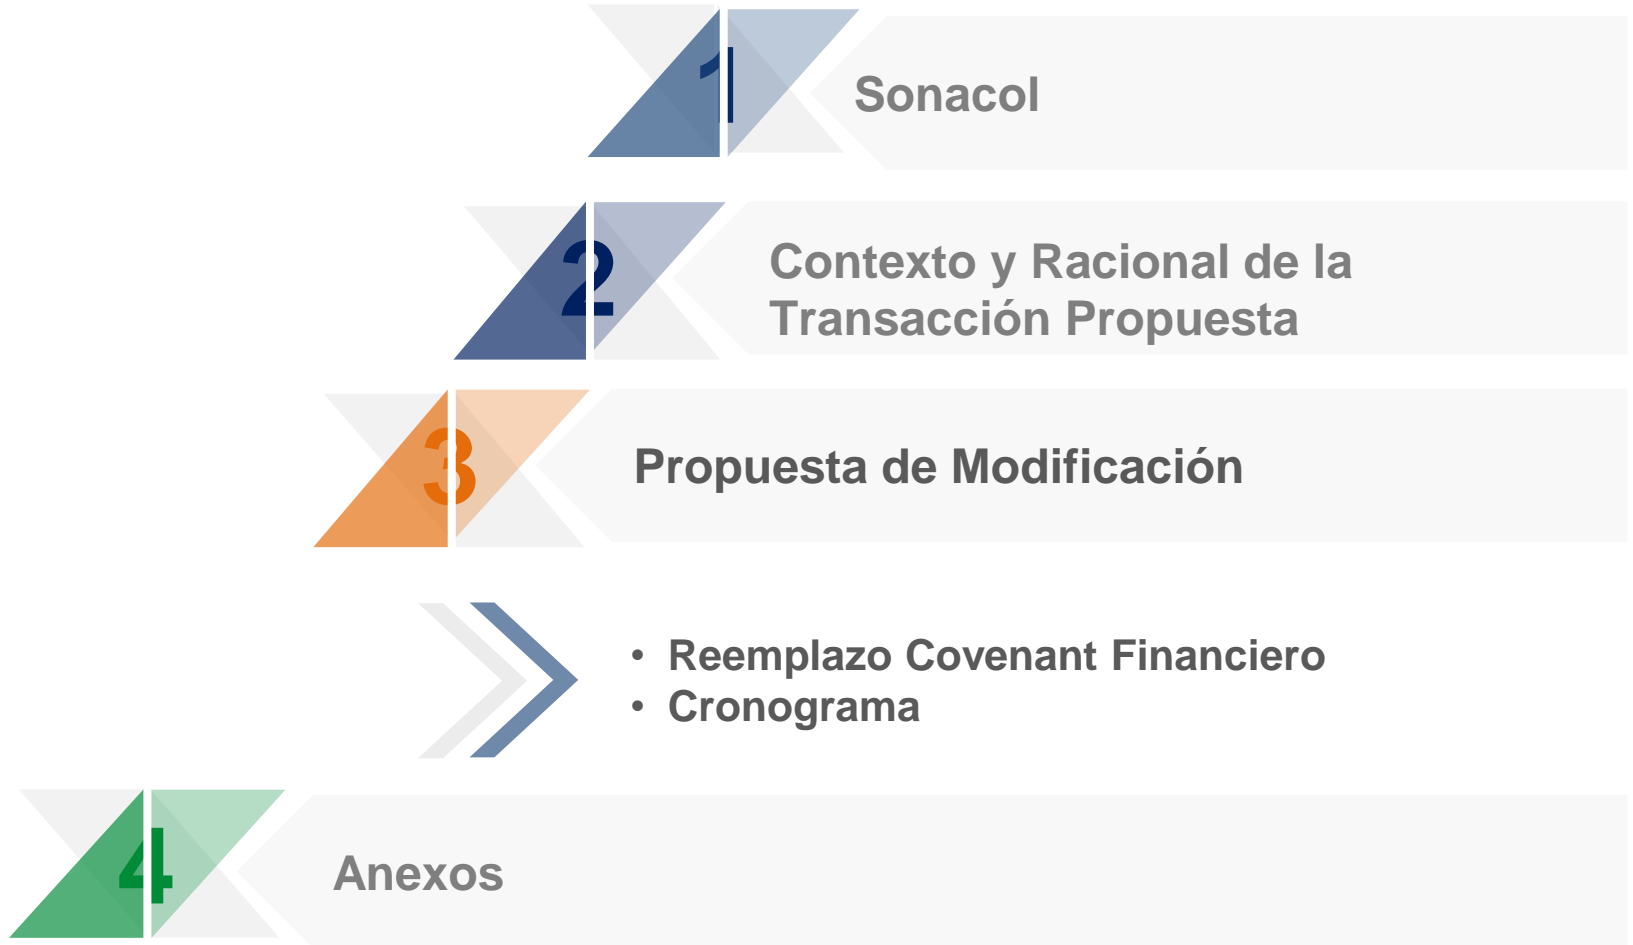 1
Sonacol
2
Contexto y Racional de la
Transacción Propuesta
3
Propuesta de Modificación
• Reemplazo Covenant Financiero
• Cronograma
4
Anexos